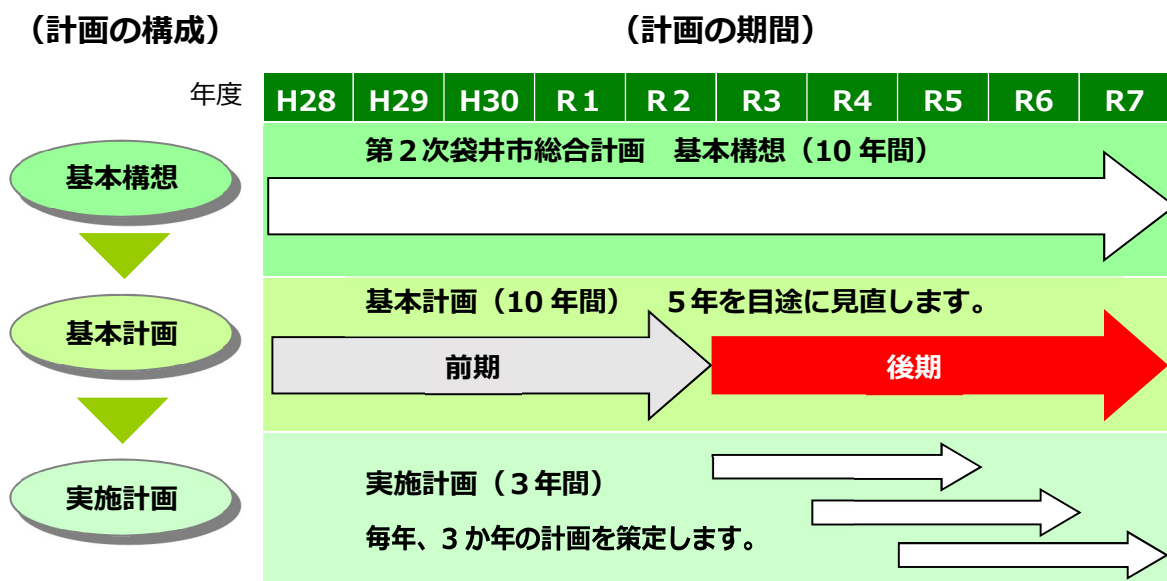 （計画の構成）
（計画の期間）
年度 H28 H29 H30 R１ R２ R3 R4 R5 R6 R7
基本構想
第２次袋井市総合計画　基本構想（10 年間）
基本計画
基本計画（10 年間）　５年を目途に見直します。
前期
後期
実施計画
実施計画（３年間）
毎年、３か年の計画を策定します。